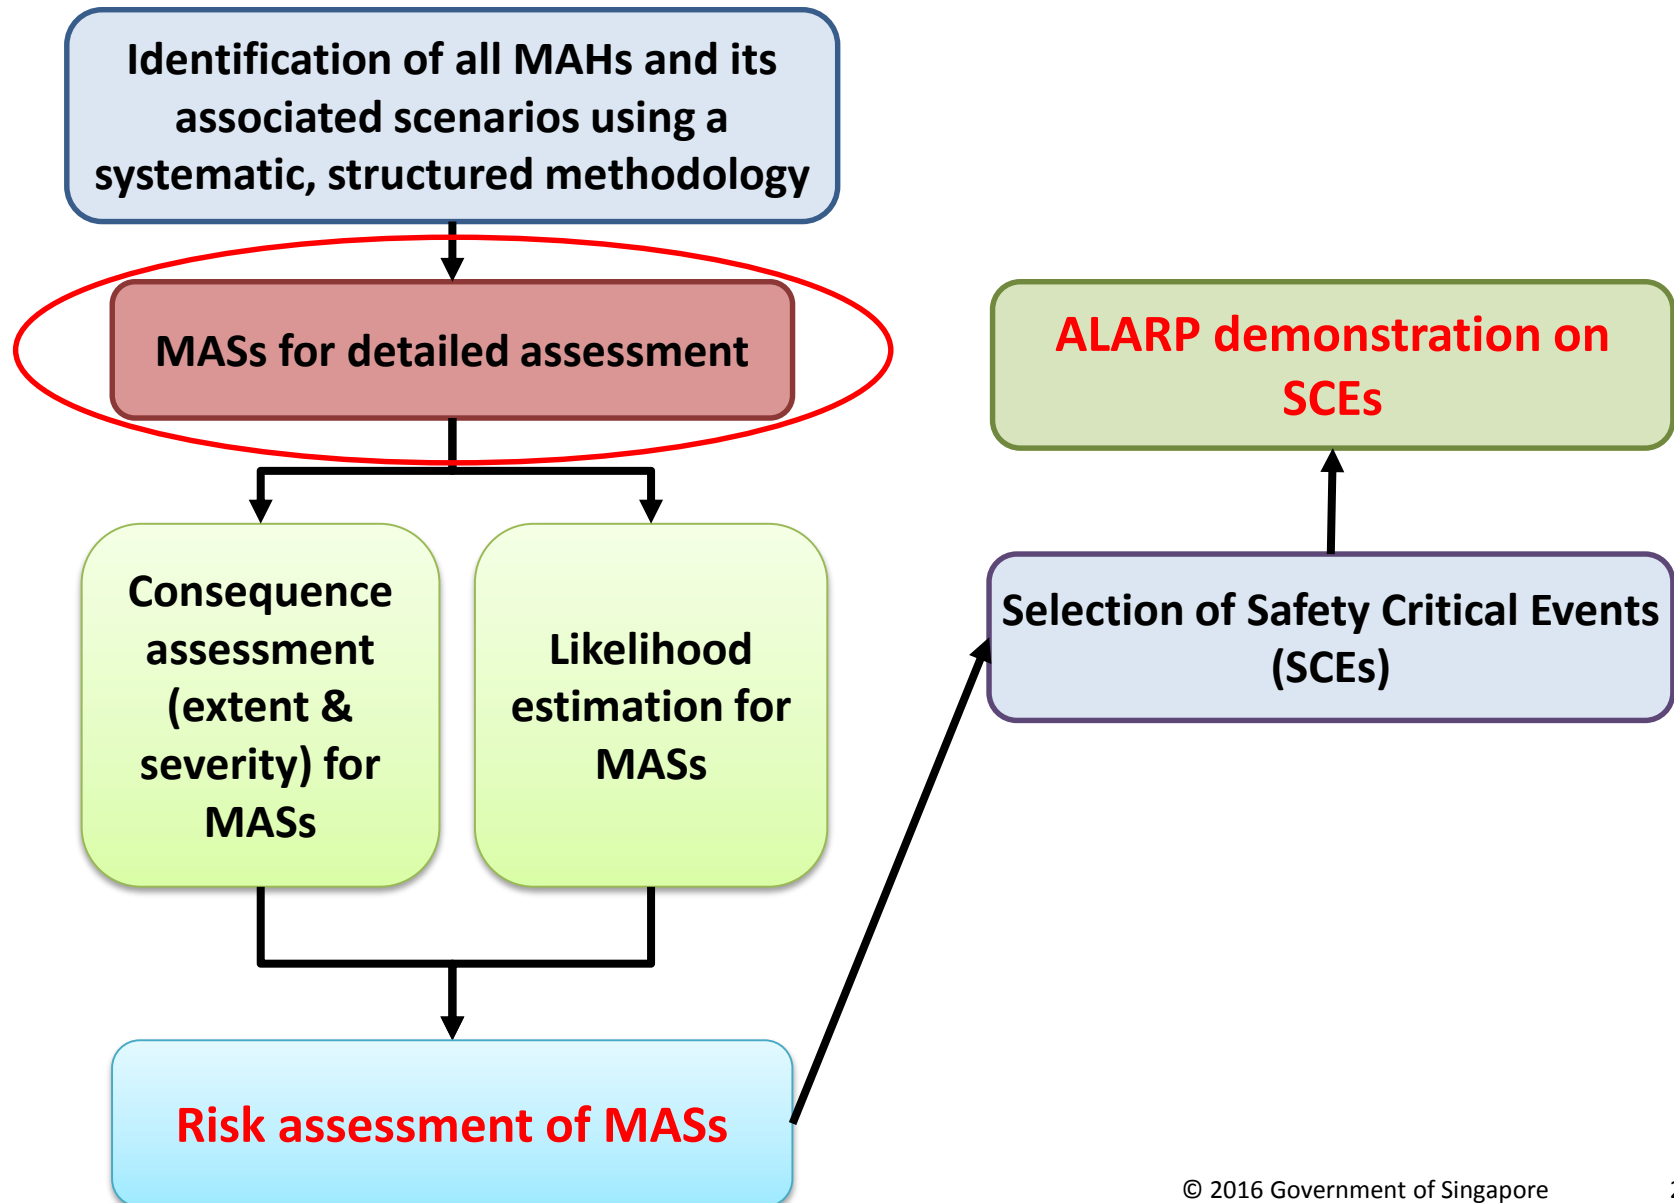 Identification of all MAHs and its
associated scenarios using a
systematic, structured methodology
MASs for detailed assessment
Consequence
assessment
(extent &
severity) for
MASs
Likelihood
estimation for
MASs
Risk assessment of MASs
ALARP demonstration on
SCEs
Selection of Safety Critical Events
(SCEs)
© 2016 Government of Singapore